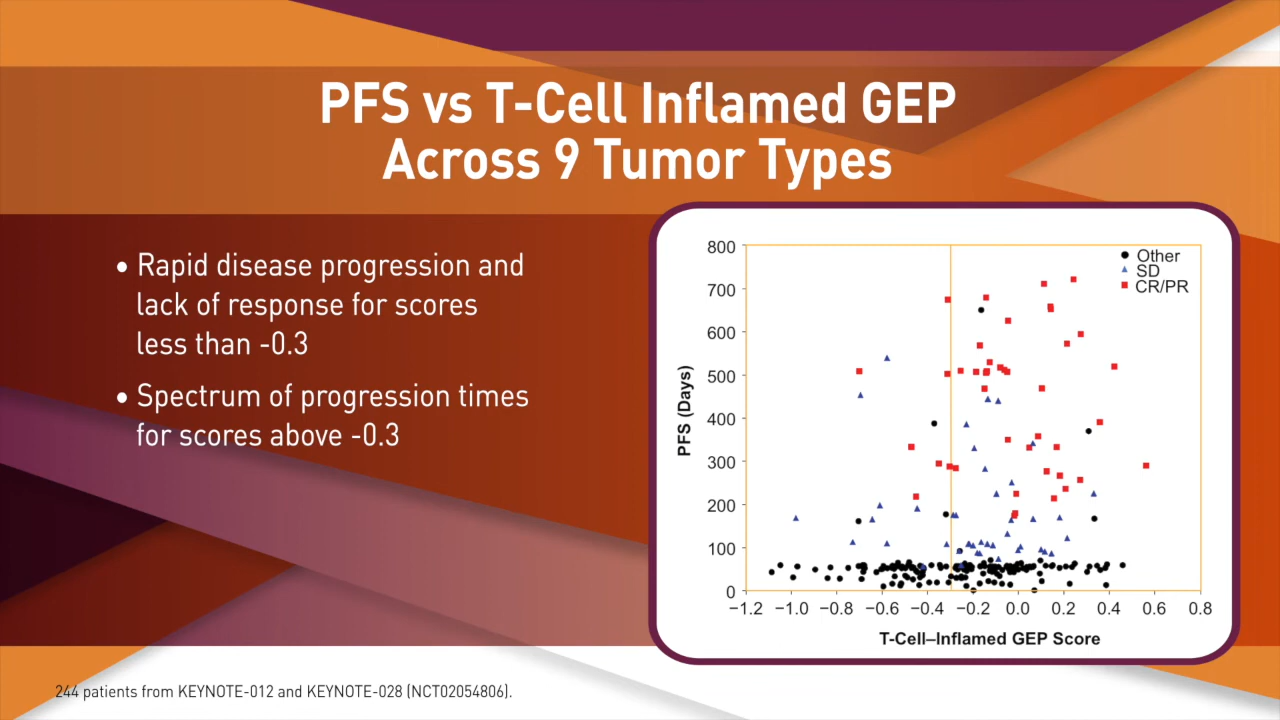 PFS vs T-Cell Inflamed GEP
Across 9 Tumor Types
• Rapid disease progression and
lack of response for scores
less than -0.3
• Spectrum of progression times
for scores above -0.3
Other
SD
CR/PR
PFS (Days)
800
700
600
500
400
300
200
100
0
−1.2 −1.0 −0.8 −0.6 −0.4 −0.2 0.0 0.2 0.4 0.6 0.8
T-Cell–Inflamed GEP Score
244 patients from KEYNOTE-012 and KEYNOTE-028 (NCT02054806).